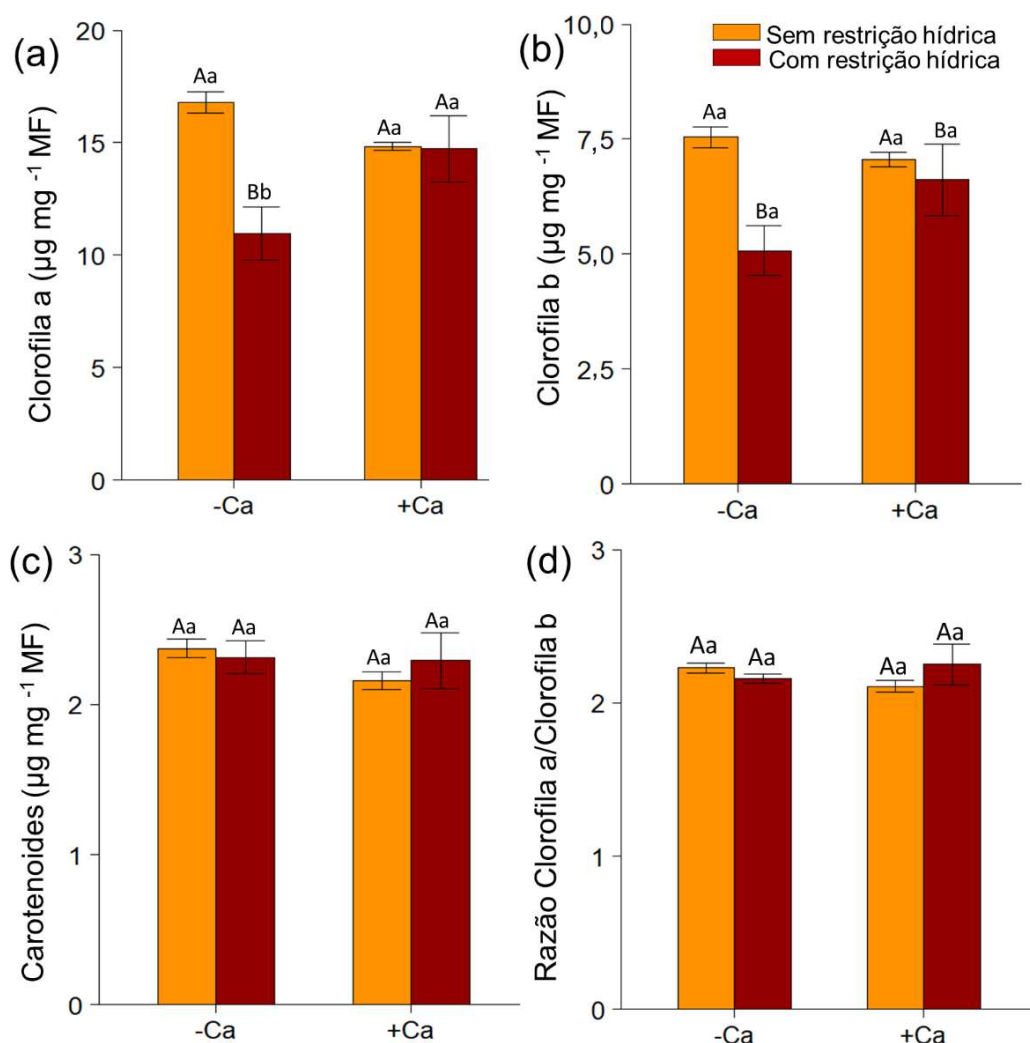 (a)
Clorofila a (µg mg ⁻¹ MF)
20
15
10
5
0
Aa
Bb
Aa
Aa
-Ca
+Ca
(b)
Clorofila b (µg mg ⁻¹ MF)
10,0
7,5
5,0
2,5
0
Sem restrição hídrica
Com restrição hídrica
Aa
Ba
Aa
Ba
-Ca
+Ca
(c)
Carotenoides (µg mg ⁻¹ MF)
3
2
1
0
Aa
Aa
Aa
Aa
-Ca
+Ca
(d)
Razão Clorofila a/Clorofila b
3
2
1
0
Aa
Aa
Aa
Aa
-Ca
+Ca